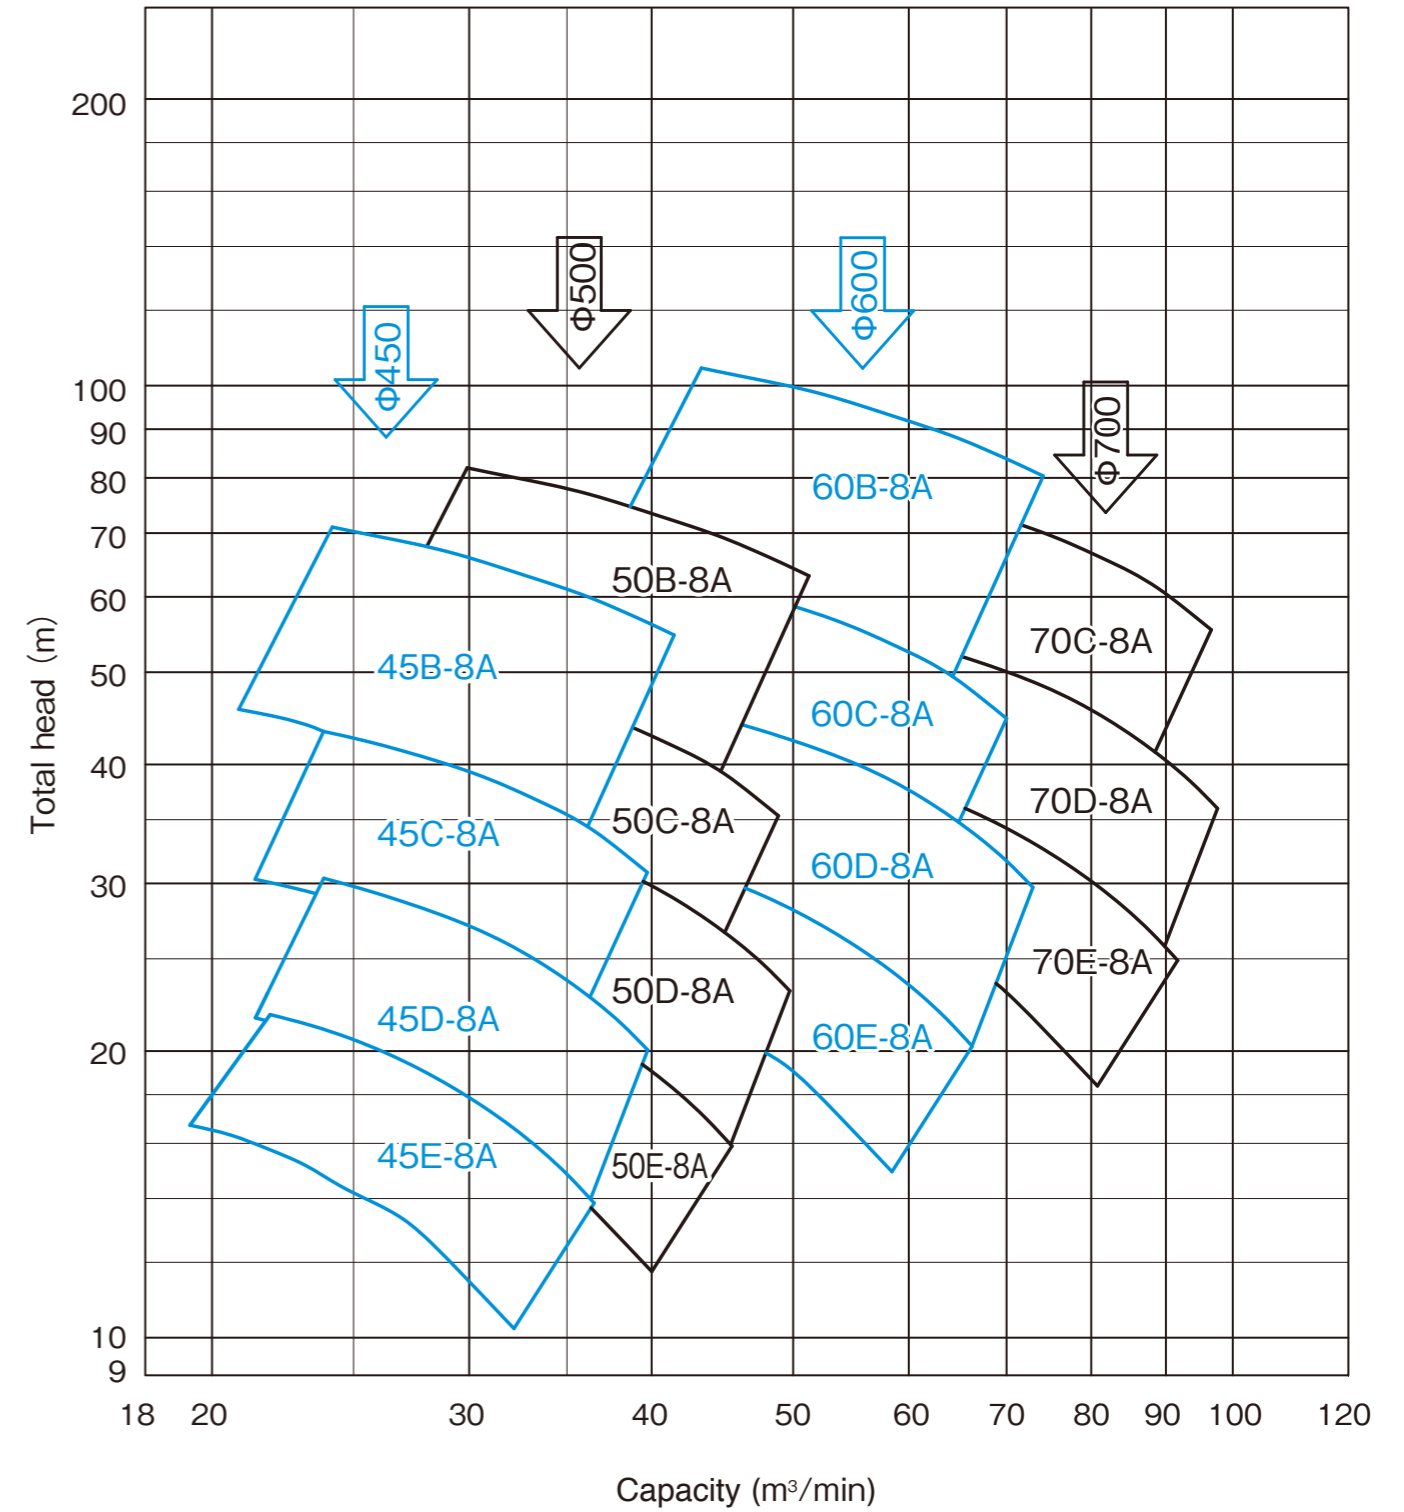 200
Φ500
Φ600
Φ450
100
Φ700
90
80
60B-8A
70
50B-8A
60
70C-8A
45B-8A
50
60C-8A
Total head (m)
40
70D-8A
50C-8A
45C-8A
60D-8A
30
70E-8A
50D-8A
45D-8A
60E-8A
20
45E-8A
50E-8A
10
9
18 20 30 40 50 60 70 80 90 100 120
Capacity (m³/min)